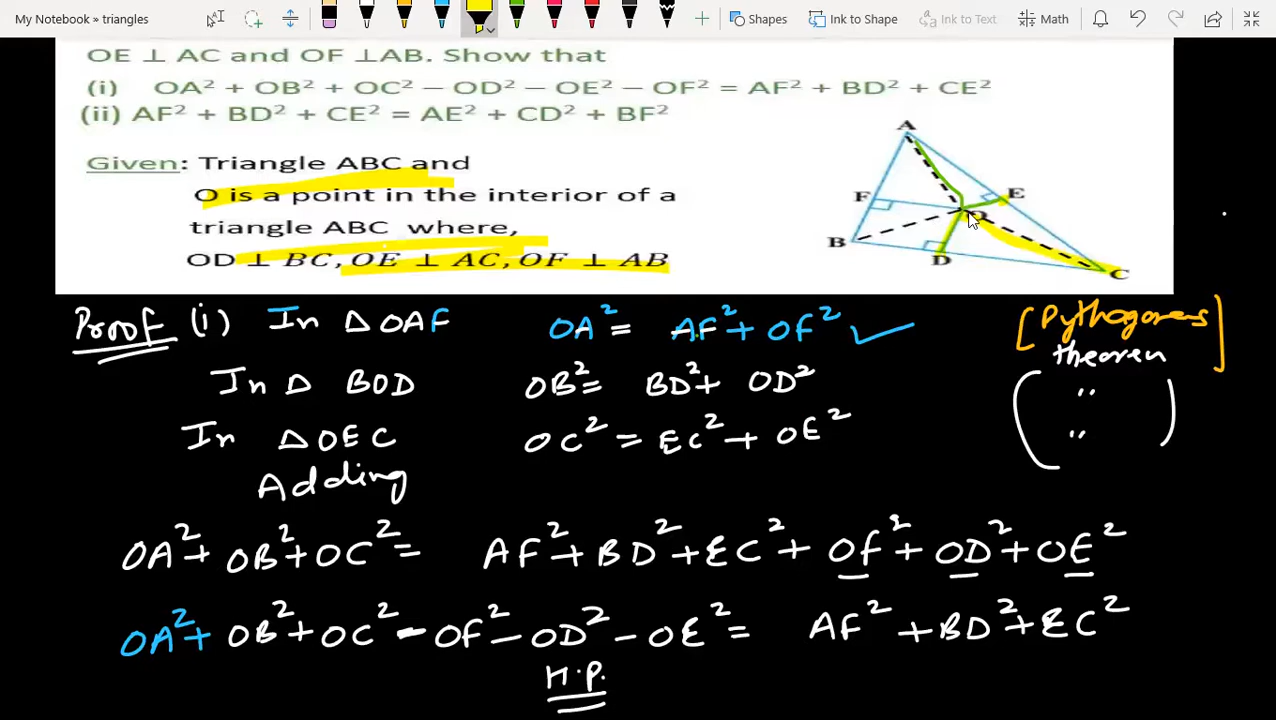 My Notebook » triangles
Shapes
Ink to Shape
Ink to Text
Math
OE ⊥ AC and OF ⊥AB. Show that
(i) OA² + OB² + OC² – OD² – OE² – OF² = AF² + BD² + CE²
(ii) AF² + BD² + CE² = AE² + CD² + BF²
Given: Triangle ABC and
O is a point in the interior of a
triangle ABC where,
OD ⊥ BC, OE ⊥ AC, OF ⊥ AB
A
F
E
B
D
C
Proof (i) In △OAF OA² = AF² + OF² [Pythagoras
theoren]
In △ BOD OB² = BD² + OD² ( "
In △OEC OC² = EC² + OE² " )
Adding
OA² + OB² + OC² = AF² + BD² + EC² + OF² + OD² + OE²
OA² + OB² + OC² - OF² - OD² - OE² = AF² + BD² + EC²
H.P.